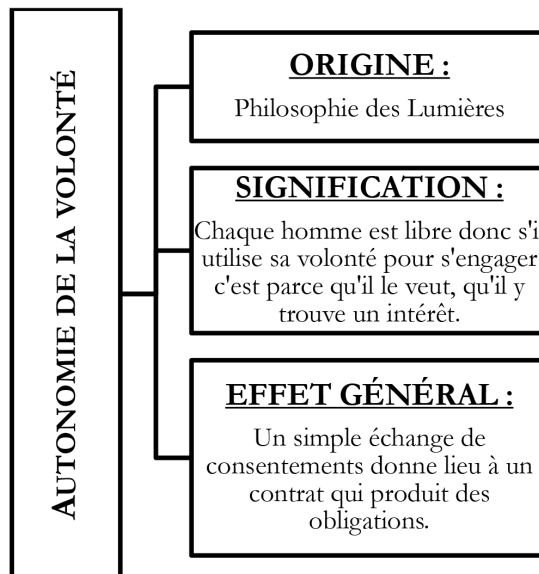 AUTONOMIE DE LA VOLONTÉ
ORIGINE :
Philosophie des Lumières
SIGNIFICATION :
Chaque homme est libre donc s'i
utilise sa volonté pour s'engager
c'est parce qu'il le veut, qu'il y
trouve un intérêt.
EFFET GÉNÉRAL :
Un simple échange de
consentements donne lieu à un
contrat qui produit des
obligations.